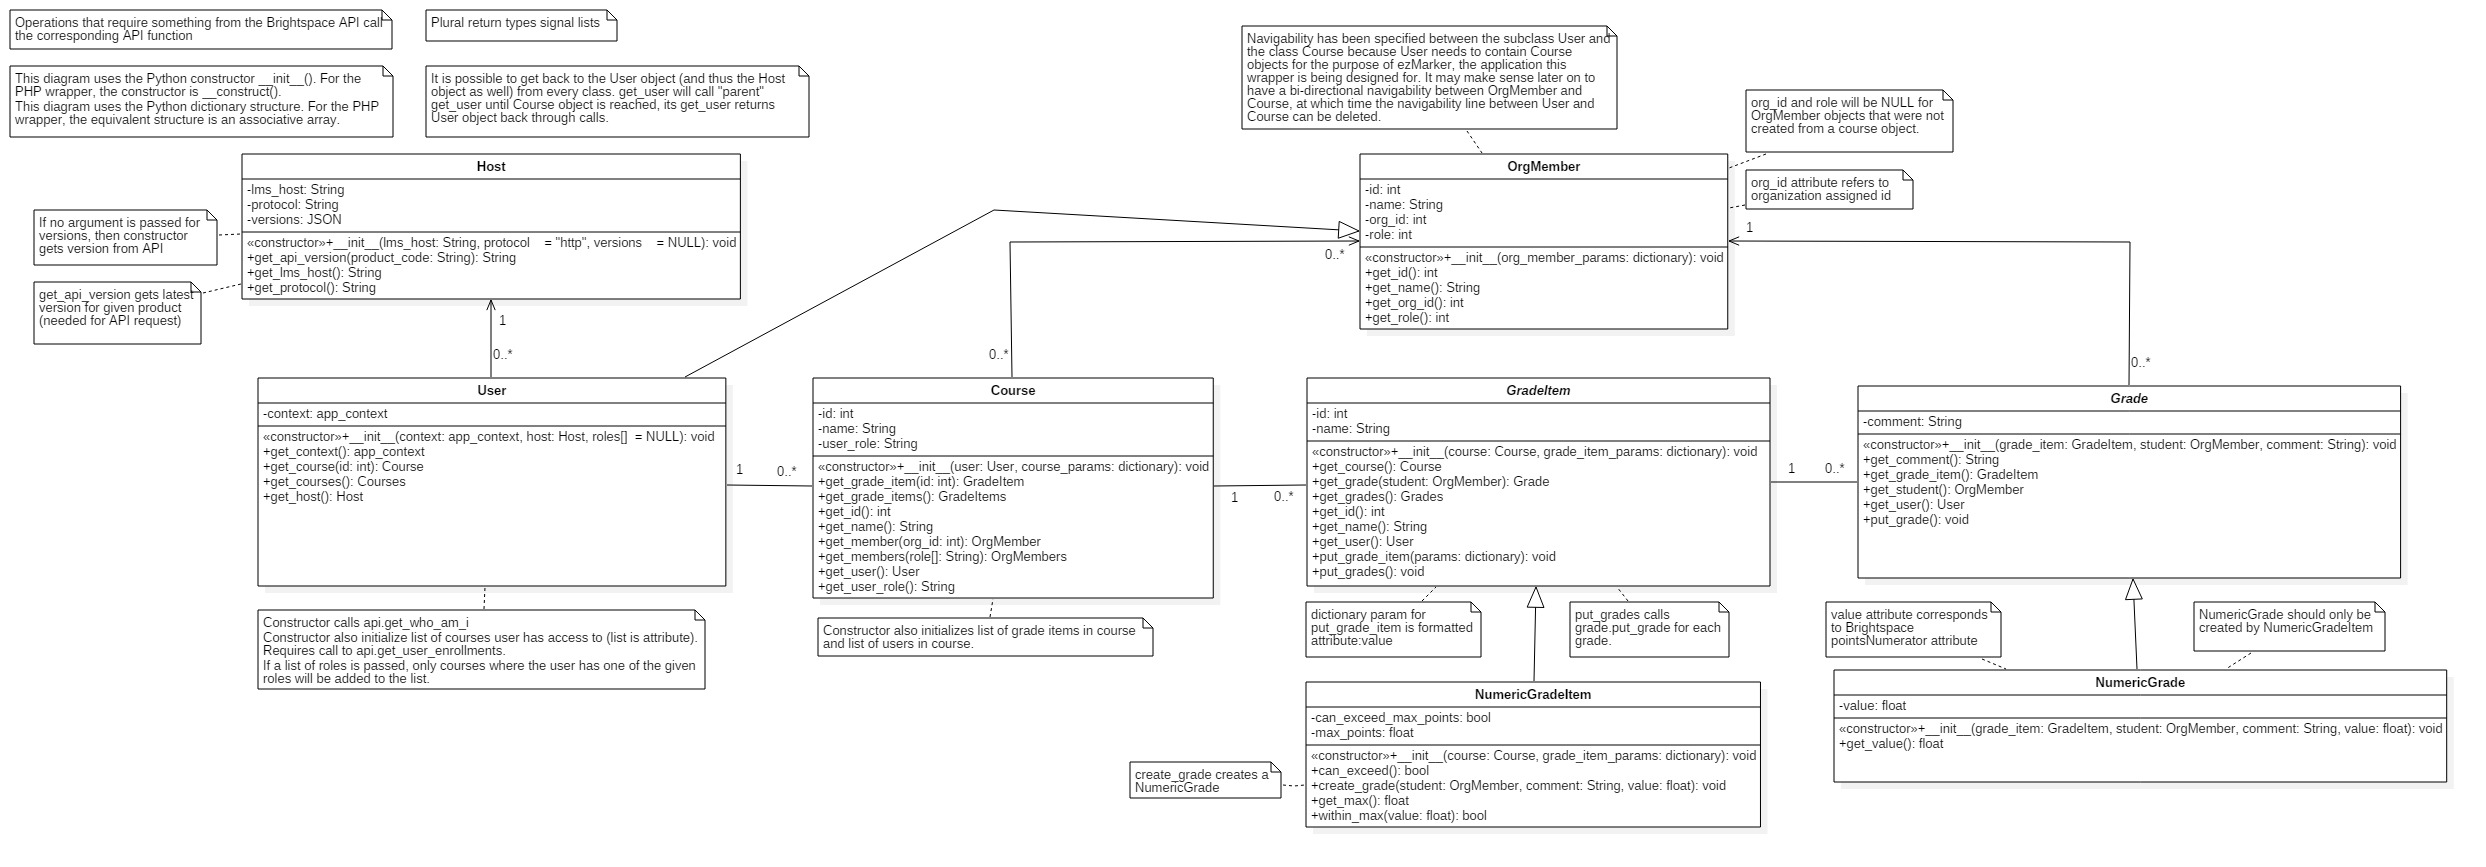 Operations that require something from the Brightspace API call
the corresponding API function
Plural return types signal lists
This diagram uses the Python constructor __init__(). For the
PHP wrapper, the constructor is __construct().
This diagram uses the Python dictionary structure. For the PHP
wrapper, the equivalent structure is an associative array.
It is possible to get back to the User object (and thus the Host
object as well) from every class. get_user will call "parent"
get_user until Course object is reached, its get_user returns
User object back through calls.
Navigability has been specified between the subclass User and
the class Course because User needs to contain Course
objects for the purpose of ezMarker, the application this
wrapper is being designed for. It may make sense later on to
have a bi-directional navigability between OrgMember and
Course, at which time the navigability line between User and
Course can be deleted.
org_id and role will be NULL for
OrgMember objects that were not
created from a course object.
org_id attribute refers to
organization assigned id
Host
-lms_host: String
-protocol: String
-versions: JSON
«constructor»+__init__(lms_host: String, protocol = "http", versions = NULL): void
+get_api_version(product_code: String): String
+get_lms_host(): String
+get_protocol(): String
If no argument is passed for
versions, then constructor
gets version from API
get_api_version gets latest
version for given product
(needed for API request)
OrgMember
-id: int
-name: String
-org_id: int
-role: int
«constructor»+__init__(org_member_params: dictionary): void
+get_id(): int
+get_name(): String
+get_org_id(): int
+get_role(): int
1
0..*
0..*
0..*
1
0..*
User
-context: app_context
«constructor»+__init__(context: app_context, host: Host, roles[] = NULL): void
+get_context(): app_context
+get_course(id: int): Course
+get_courses(): Courses
+get_host(): Host
1
0..*
Course
-id: int
-name: String
-user_role: String
«constructor»+__init__(user: User, course_params: dictionary): void
+get_grade_item(id: int): GradeItem
+get_grade_items(): GradeItems
+get_id(): int
+get_name(): String
+get_member(org_id: int): OrgMember
+get_members(role[]: String): OrgMembers
+get_user(): User
+get_user_role(): String
1
0..*
GradeItem
-id: int
-name: String
«constructor»+__init__(course: Course, grade_item_params: dictionary): void
+get_course(): Course
+get_grade(student: OrgMember): Grade
+get_grades(): Grades
+get_id(): int
+get_name(): String
+get_user(): User
+put_grade_item(params: dictionary): void
+put_grades(): void
1
0..*
Grade
-comment: String
«constructor»+__init__(grade_item: GradeItem, student: OrgMember, comment: String): void
+get_comment(): String
+get_grade_item(): GradeItem
+get_student(): OrgMember
+get_user(): User
+put_grade(): void
Constructor calls api.get_who_am_i
Constructor also initialize list of courses user has access to (list is attribute).
Requires call to api.get_user_enrollments.
If a list of roles is passed, only courses where the user has one of the given
roles will be added to the list.
Constructor also initializes list of grade items in course
and list of users in course.
dictionary param for
put_grade_item is formatted
attribute:value
put_grades calls
grade.put_grade for each
grade.
value attribute corresponds
to Brightspace
pointsNumerator attribute
NumericGrade should only be
created by NumericGradeItem
NumericGradeItem
-can_exceed_max_points: bool
-max_points: float
«constructor»+__init__(course: Course, grade_item_params: dictionary): void
+can_exceed(): bool
+create_grade(student: OrgMember, comment: String, value: float): void
+get_max(): float
+within_max(value: float): bool
create_grade creates a
NumericGrade
NumericGrade
-value: float
«constructor»+__init__(grade_item: GradeItem, student: OrgMember, comment: String, value: float): void
+get_value(): float